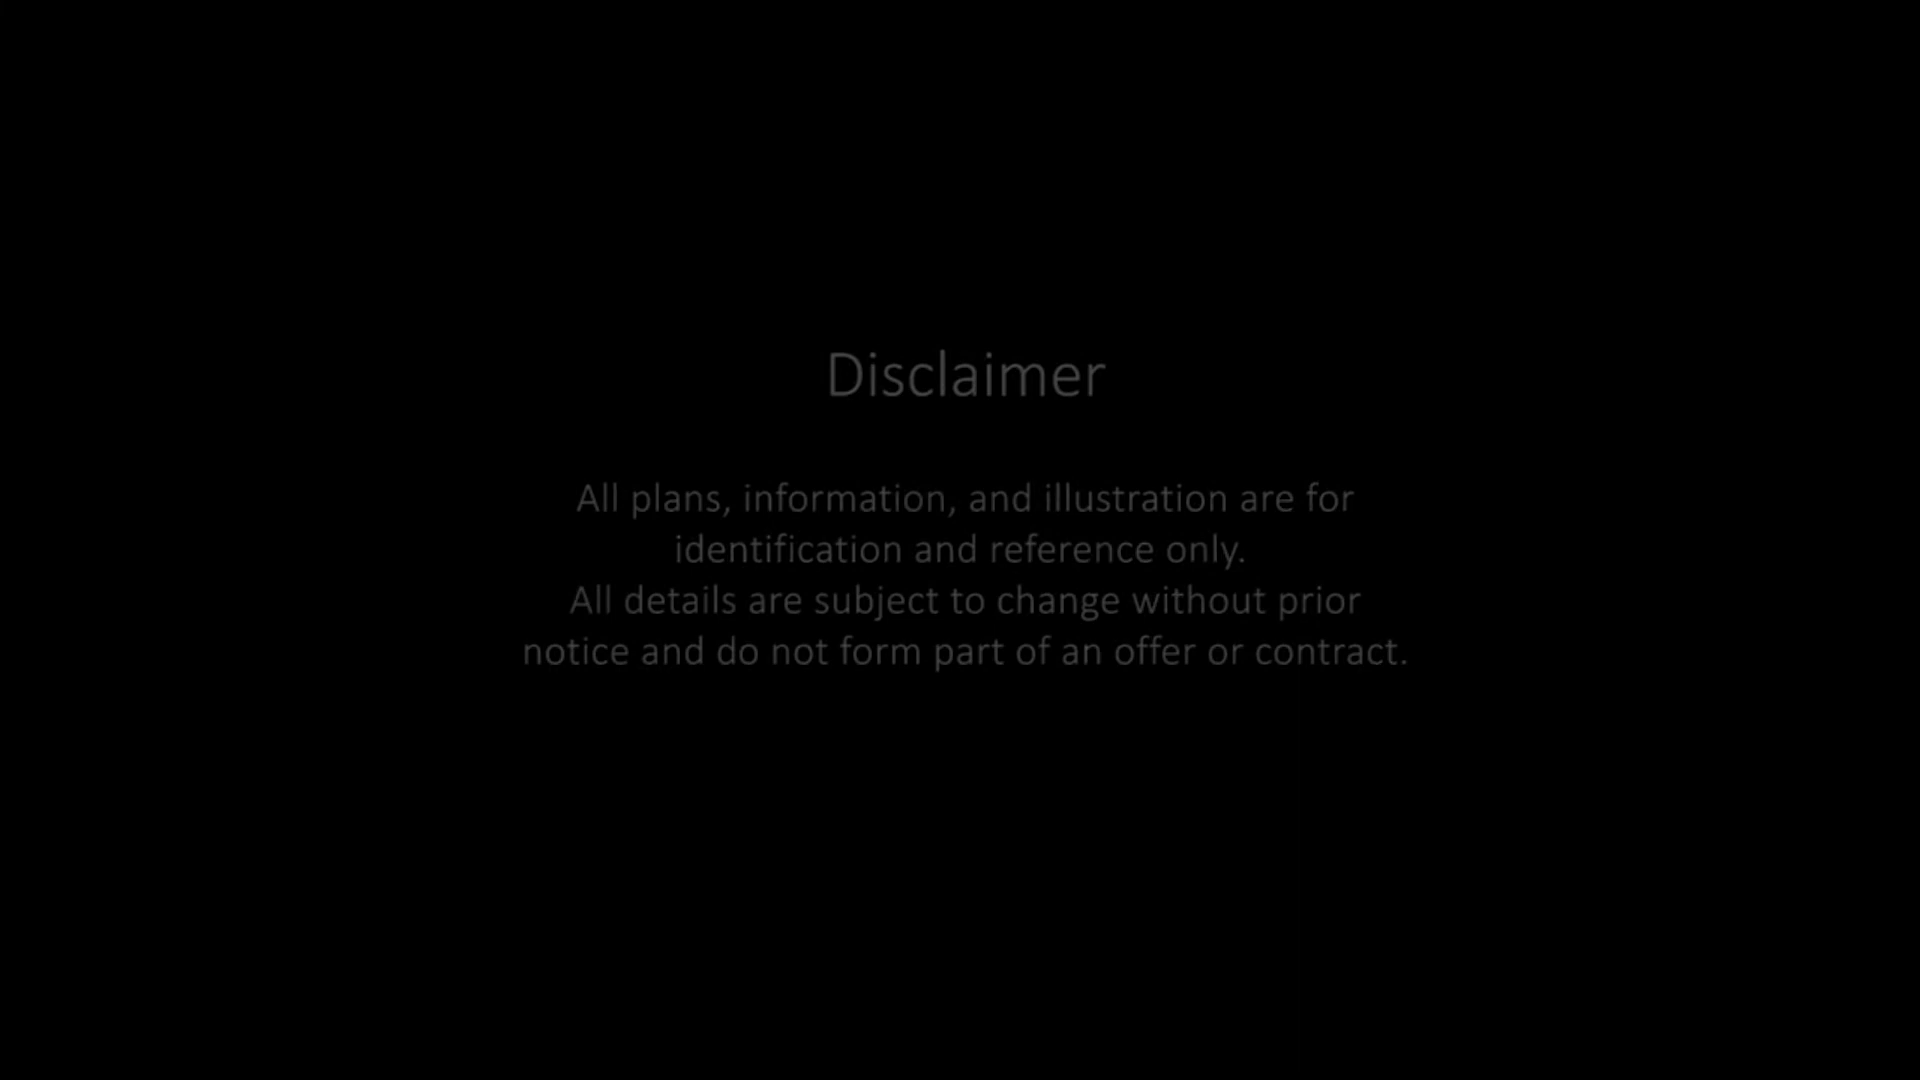 Disclaimer
All plans, information, and illustration are for
identification and reference only.
All details are subject to change without prior
notice and do not form part of an offer or contract.